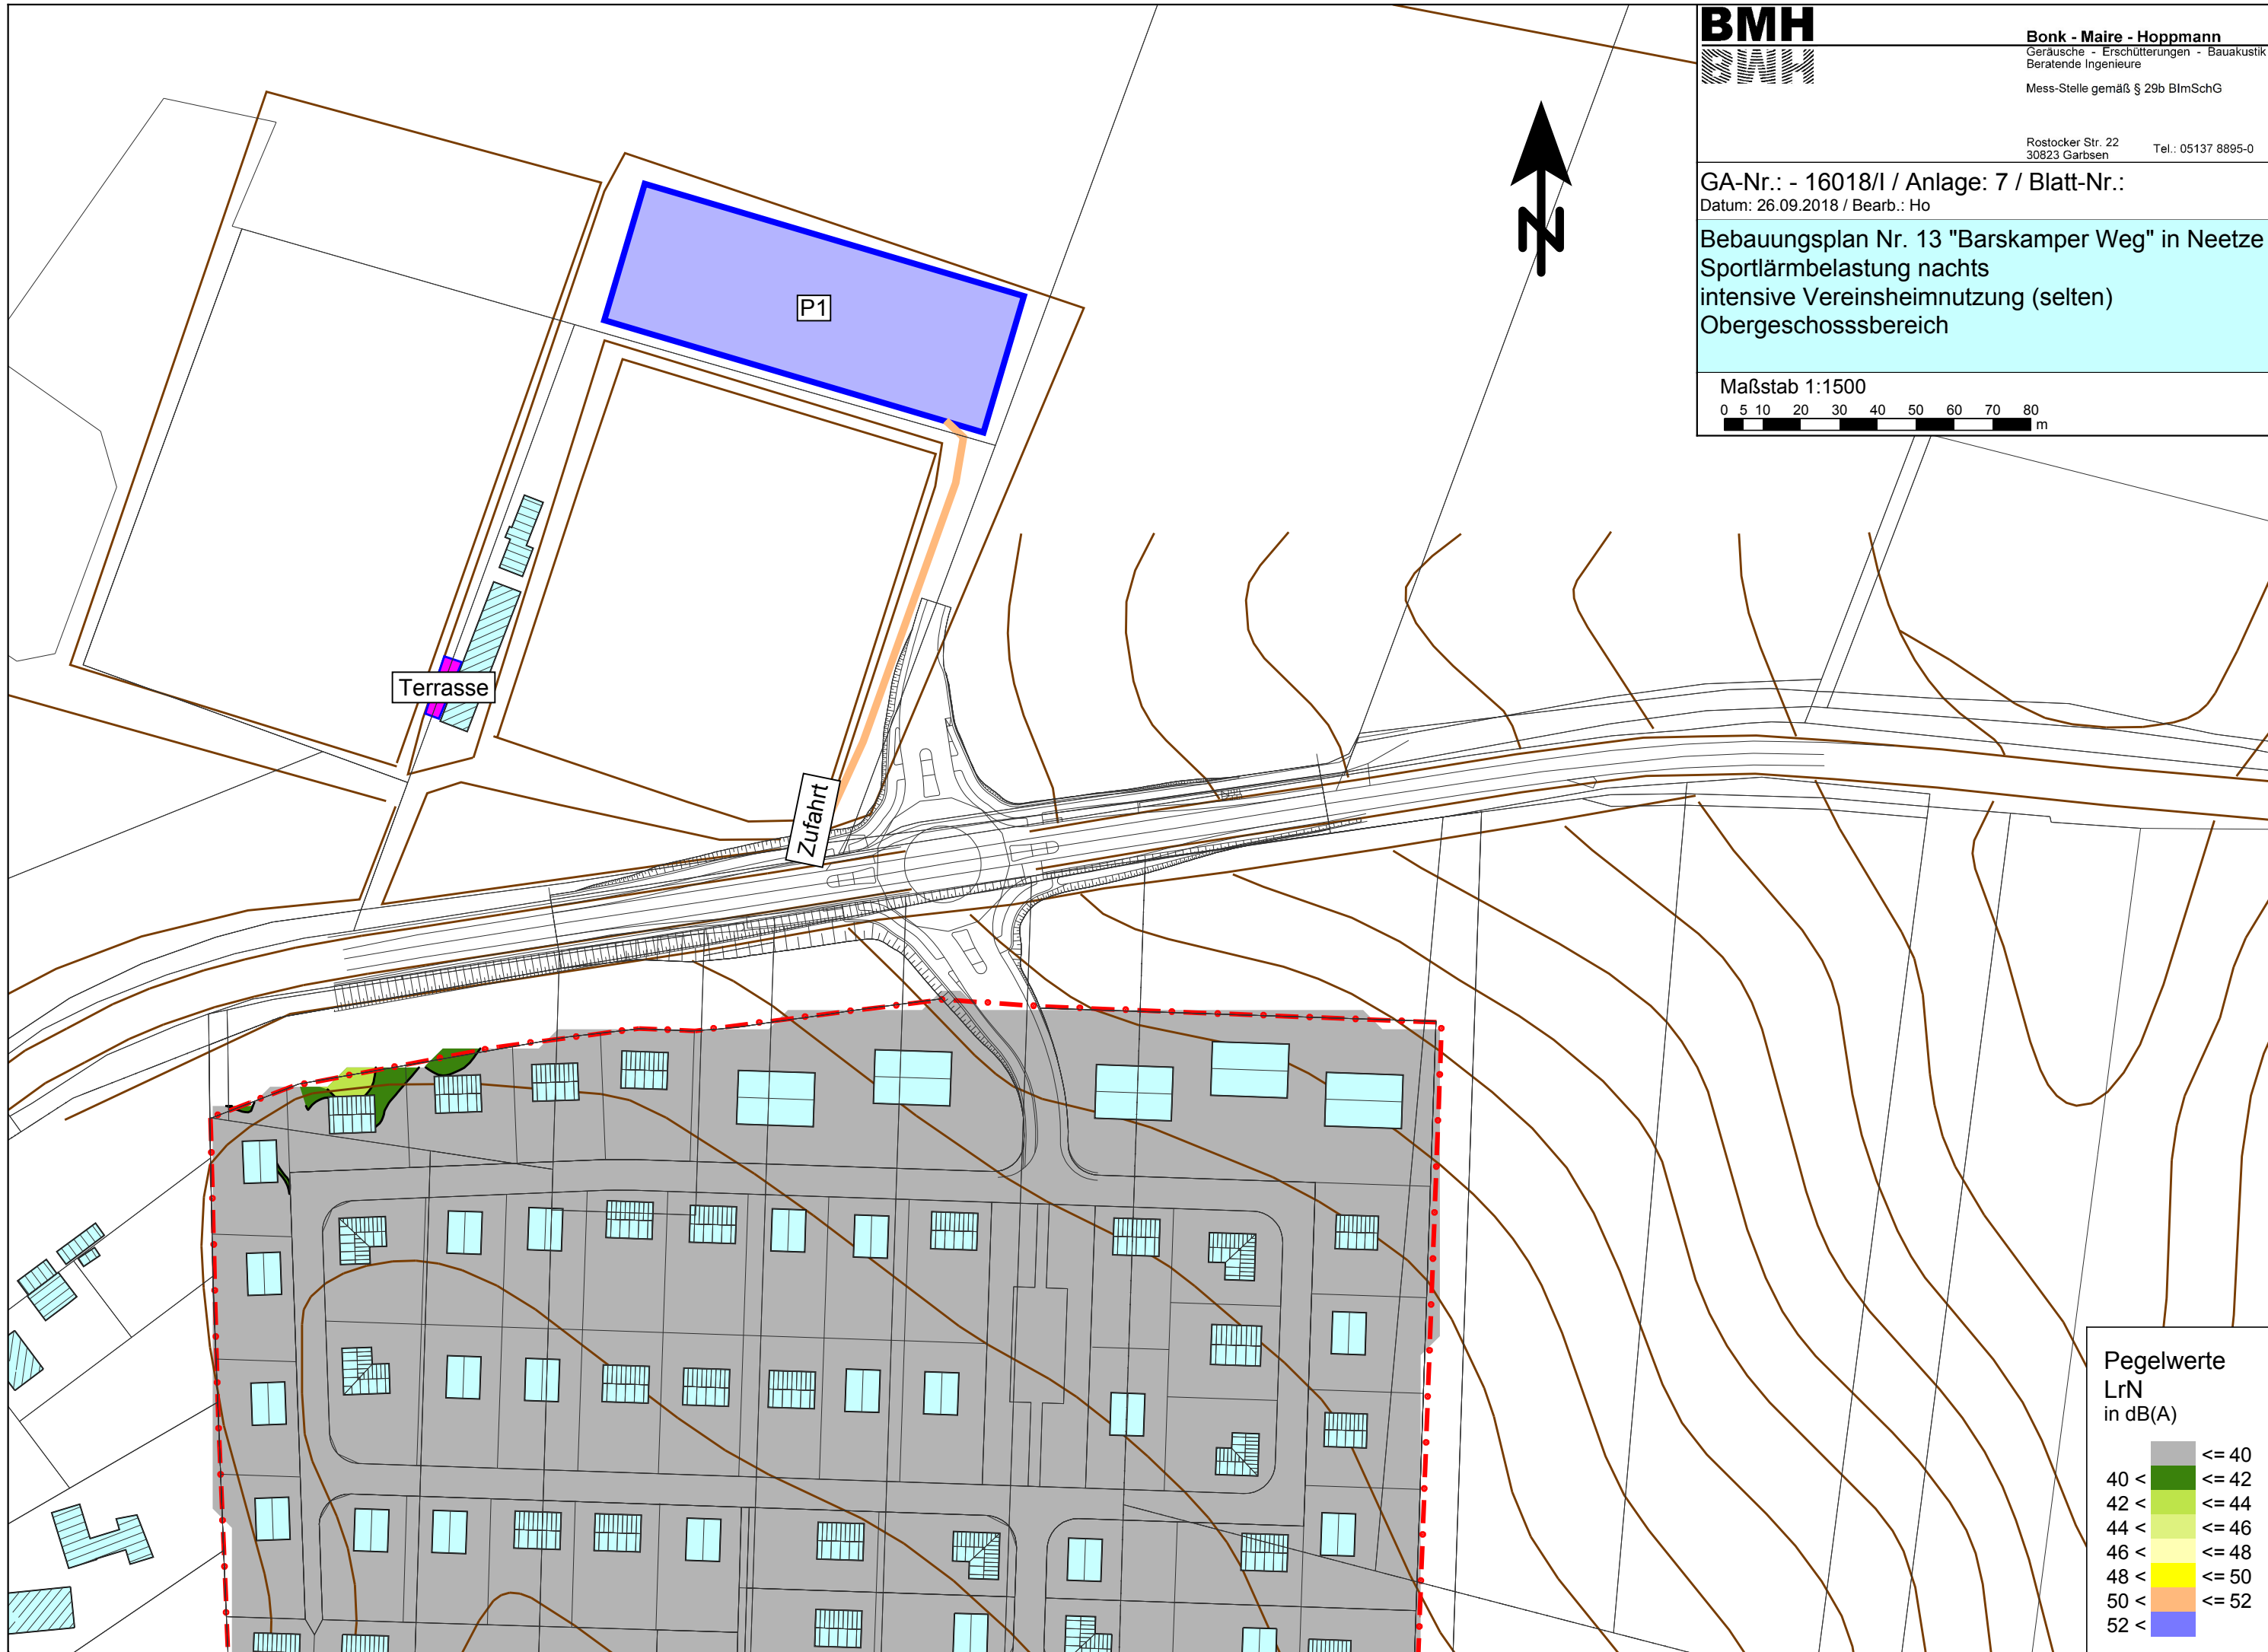 BMH
BMH
Bonk - Maire - Hoppmann
Geräusche - Erschütterungen - Bauakustik
Beratende Ingenieure
Mess-Stelle gemäß § 29b BImSchG
Rostocker Str. 22
30823 Garbsen
Tel.: 05137 8895-0
GA-Nr.: - 16018/I / Anlage: 7 / Blatt-Nr.:
Datum: 26.09.2018 / Bearb.: Ho
Bebauungsplan Nr. 13 "Barskamper Weg" in Neetze
Sportlärmbelastung nachts
intensive Vereinsheimnutzung (selten)
Obergeschosssbereich
Maßstab 1:1500
0 5 10 20 30 40 50 60 70 80
m
N
P1
Terrasse
Zufahrt
Pegelwerte
LrN
in dB(A)
<= 40
40 < <= 42
42 < <= 44
44 < <= 46
46 < <= 48
48 < <= 50
50 < <= 52
52 <